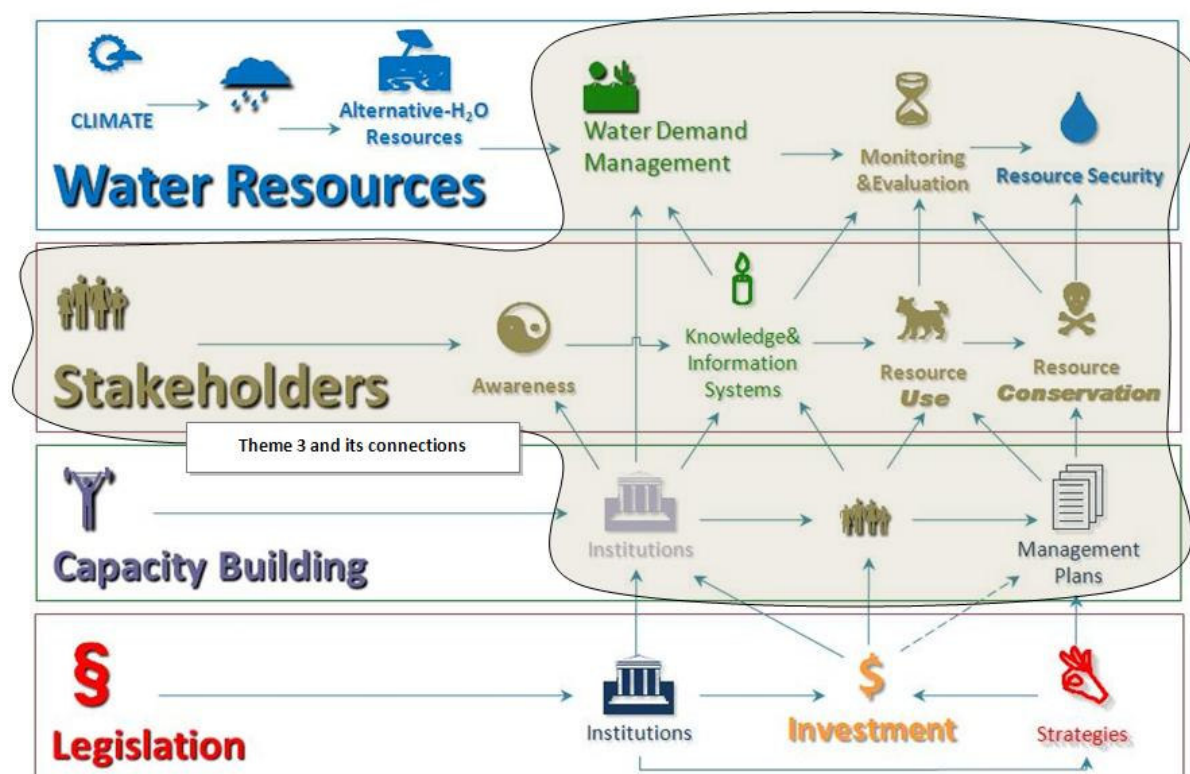 CLIMATE
Alternative-H₂O
Resources
Water Resources
Water Demand
Management
Monitoring
&Evaluation
Resource Security
Stakeholders
Awareness
Knowledge&
Information
Systems
Resource
Use
Resource
Conservation
Theme 3 and its connections
Capacity Building
Institutions
Management
Plans
§
Legislation
Institutions
$
Investment
Strategies